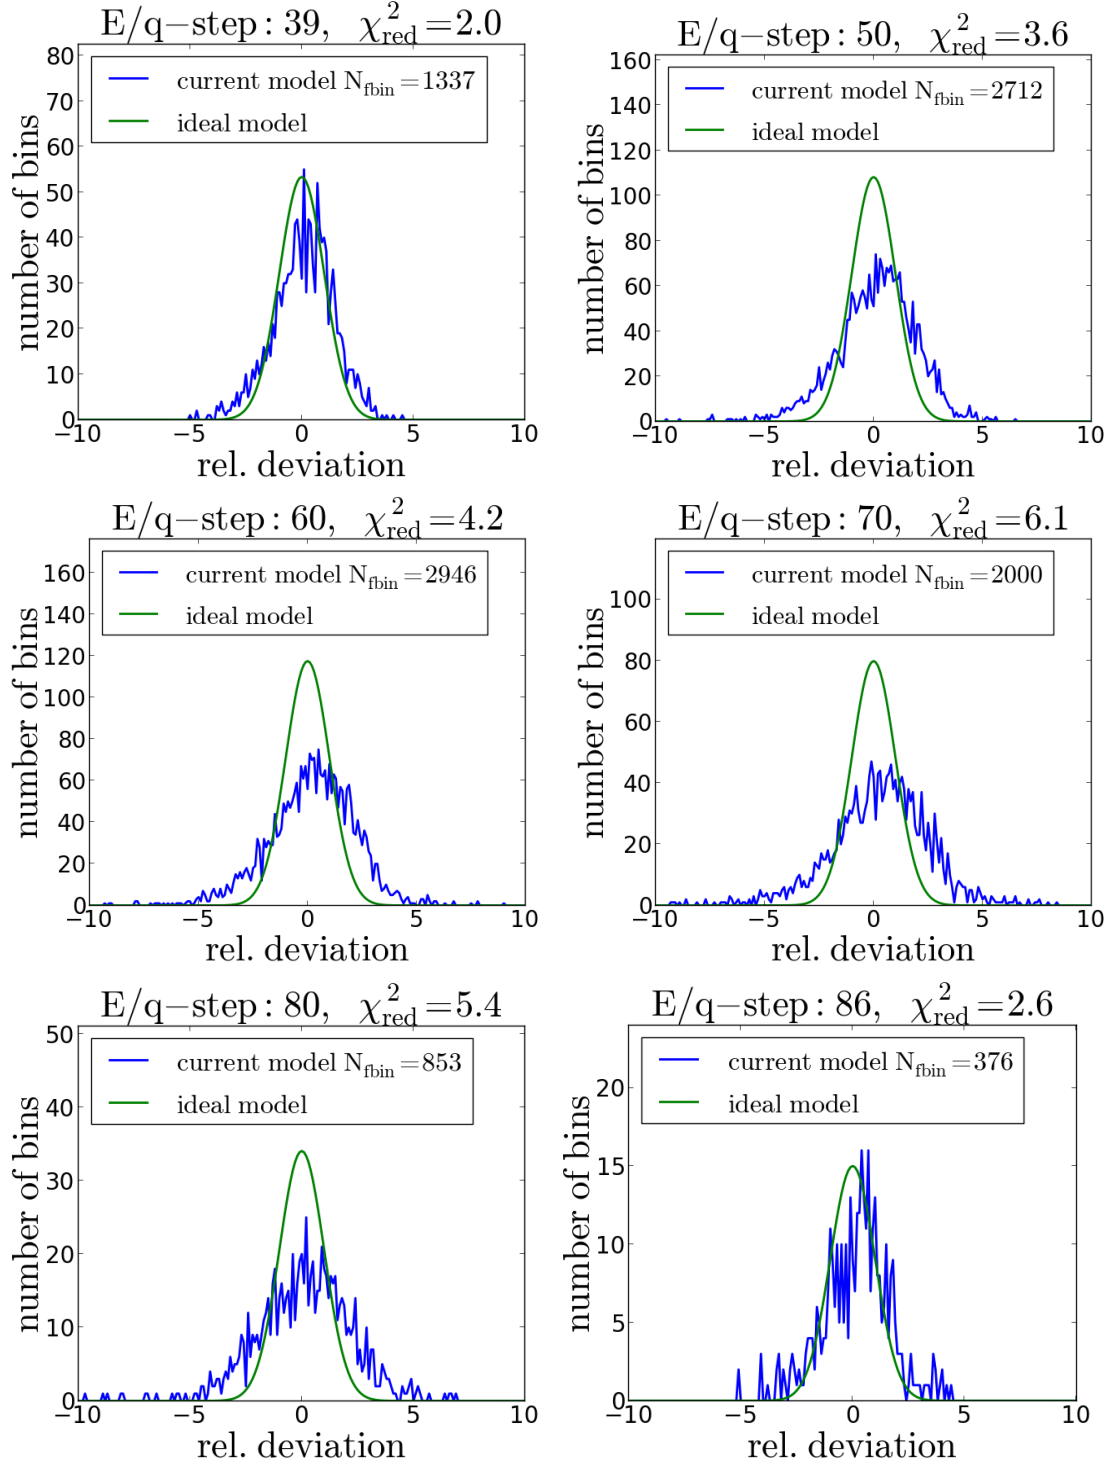 E/q−step: 39, χ²red=2.0
current model Nfbin=1337
ideal model
number of bins
80
70
60
50
40
30
20
10
0
−10 −5 0 5 10
rel. deviation
E/q−step: 50, χ²red=3.6
current model Nfbin=2712
ideal model
number of bins
160
140
120
100
80
60
40
20
0
−10 −5 0 5 10
rel. deviation
E/q−step: 60, χ²red=4.2
current model Nfbin=2946
ideal model
number of bins
160
140
120
100
80
60
40
20
0
−10 −5 0 5 10
rel. deviation
E/q−step: 70, χ²red=6.1
current model Nfbin=2000
ideal model
number of bins
100
80
60
40
20
0
−10 −5 0 5 10
rel. deviation
E/q−step: 80, χ²red=5.4
current model Nfbin=853
ideal model
number of bins
50
40
30
20
10
0
−10 −5 0 5 10
rel. deviation
E/q−step: 86, χ²red=2.6
current model Nfbin=376
ideal model
number of bins
20
15
10
5
0
−10 −5 0 5 10
rel. deviation